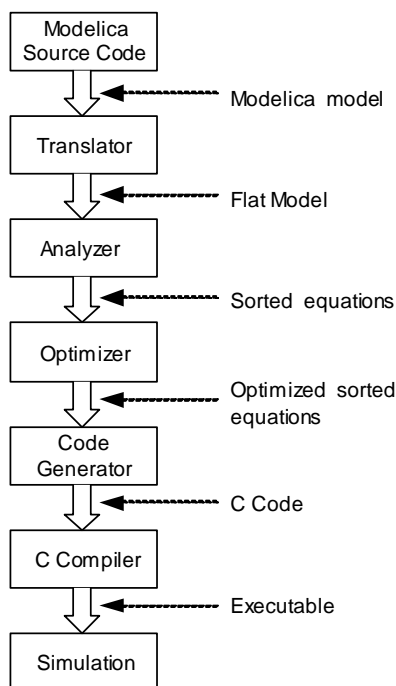 Modelica
Source Code
Modelica model
Translator
Flat Model
Analyzer
Sorted equations
Optimizer
Optimized sorted
equations
Code
Generator
C Code
C Compiler
Executable
Simulation